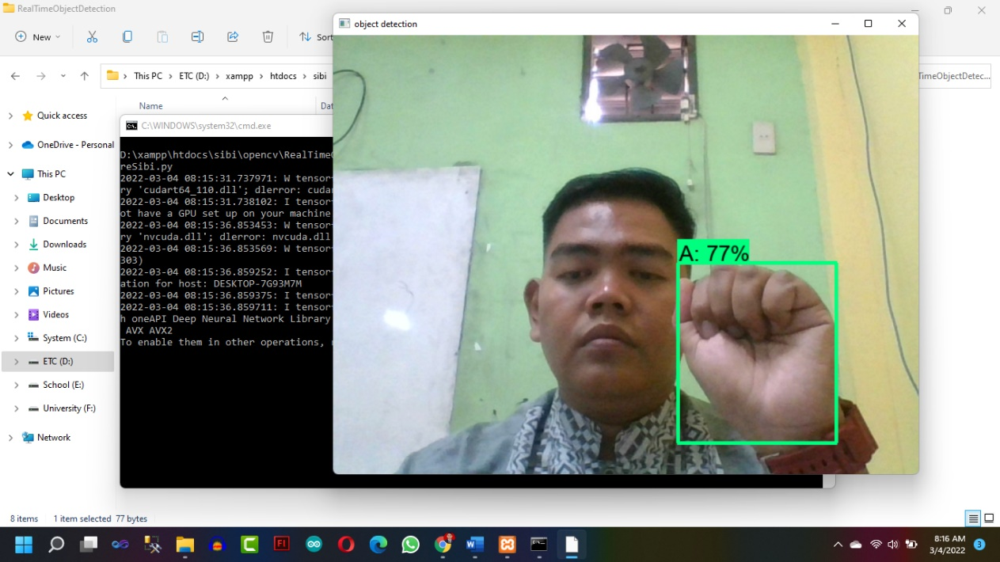 RealTimeObjectDetection
New
Sort
This PC > ETC (D:) > xampp > htdocs > sibi
TimeObjectDetec...
Name
Dat
Quick access
OneDrive - Personal
This PC
Desktop
Documents
Downloads
Music
Pictures
Videos
System (C:)
ETC (D:)
School (E:)
University (F:)
Network
8 items
1 item selected 77 bytes
C:\WINDOWS\system32\cmd.exe
D:\xampp\htdocs\sibi\opencv\RealTime
reSibi.py
2022-03-04 08:15:31.737971: W tensor
ry 'cudart64_110.dll'; dlerror: cuda
2022-03-04 08:15:31.738102: I tensor
ot have a GPU set up on your machine
2022-03-04 08:15:36.853453: W tensor
ry 'nvcuda.dll'; dlerror: nvcuda.dll
2022-03-04 08:15:36.853569: W tensor
303)
2022-03-04 08:15:36.859252: I tensor
ation for host: DESKTOP-7G93M7M
2022-03-04 08:15:36.859375: I tensor
2022-03-04 08:15:36.859711: I tensor
h oneAPI Deep Neural Network Library
AVX AVX2
To enable them in other operations,
object detection
A: 77%
8:16 AM
3/4/2022
3